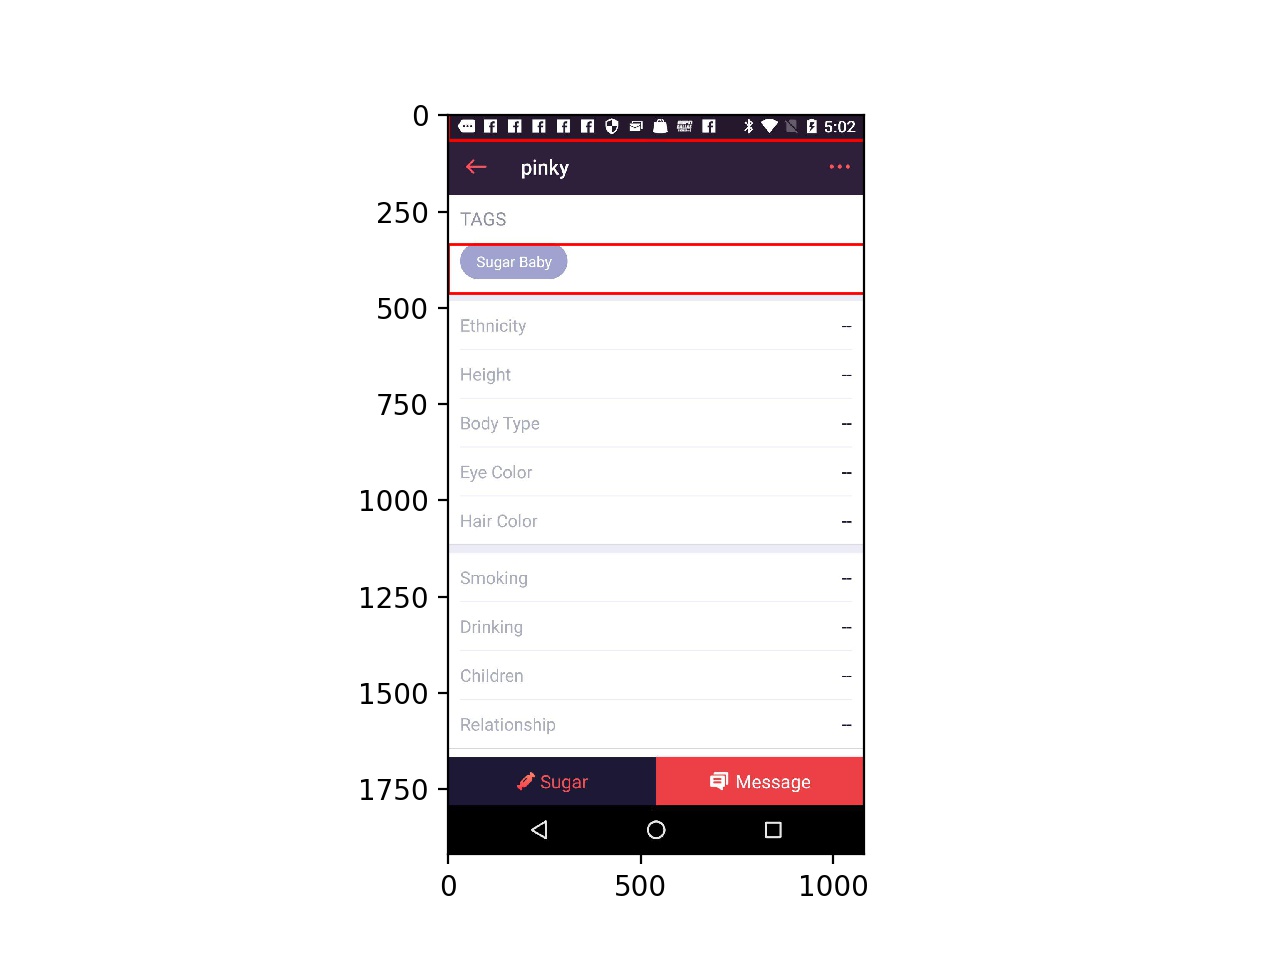 0
250
500
750
1000
1250
1500
1750
5:02
pinky
TAGS
Sugar Baby
Ethnicity --
Height --
Body Type --
Eye Color --
Hair Color --
Smoking --
Drinking --
Children --
Relationship --
Sugar Message
0 500 1000